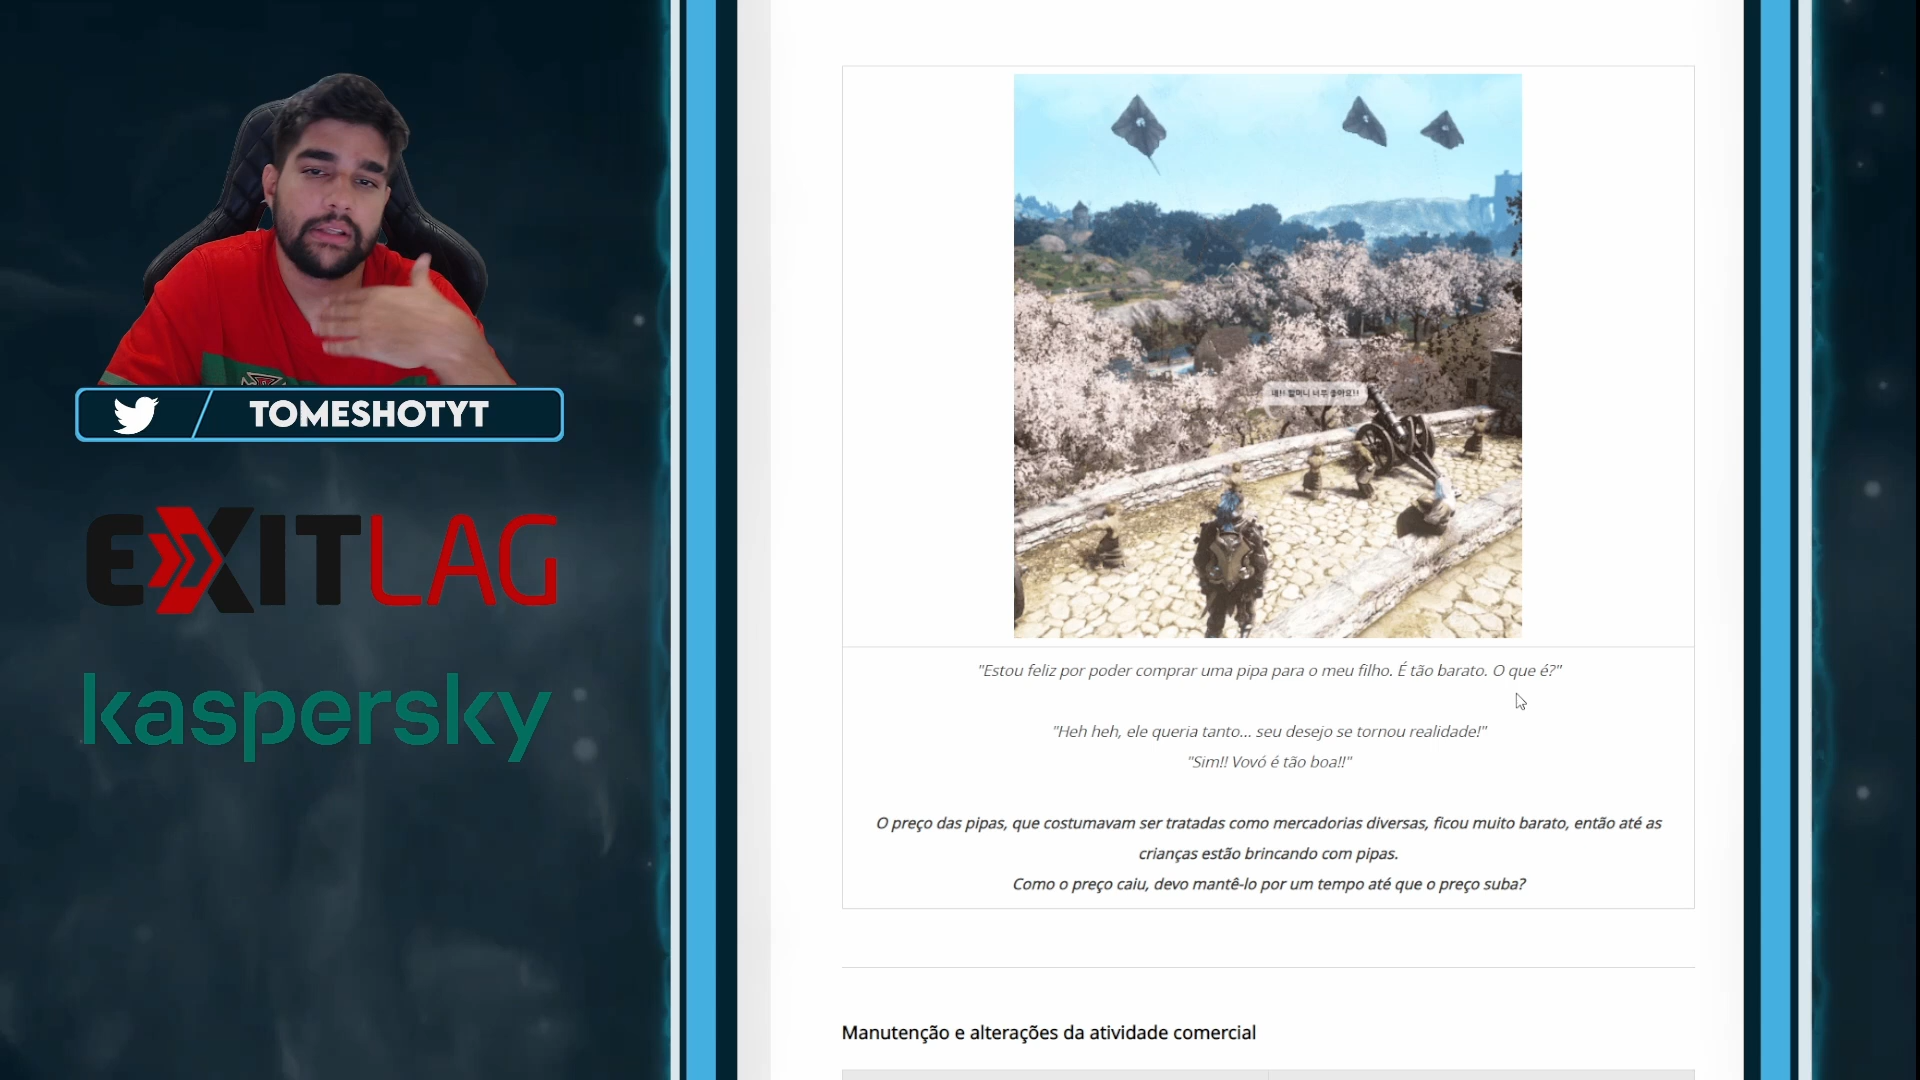 TOMESHOTYT
EXITLAG
kaspersky
"Estou feliz por poder comprar uma pipa para o meu filho. É tão barato. O que é?"
"Heh heh, ele queria tanto... seu desejo se tornou realidade!"
"Sim!! Vovó é tão boa!!"
O preço das pipas, que costumavam ser tratadas como mercadorias diversas, ficou muito barato, então até as
crianças estão brincando com pipas.
Como o preço caiu, devo mantê-lo por um tempo até que o preço suba?
Manutenção e alterações da atividade comercial